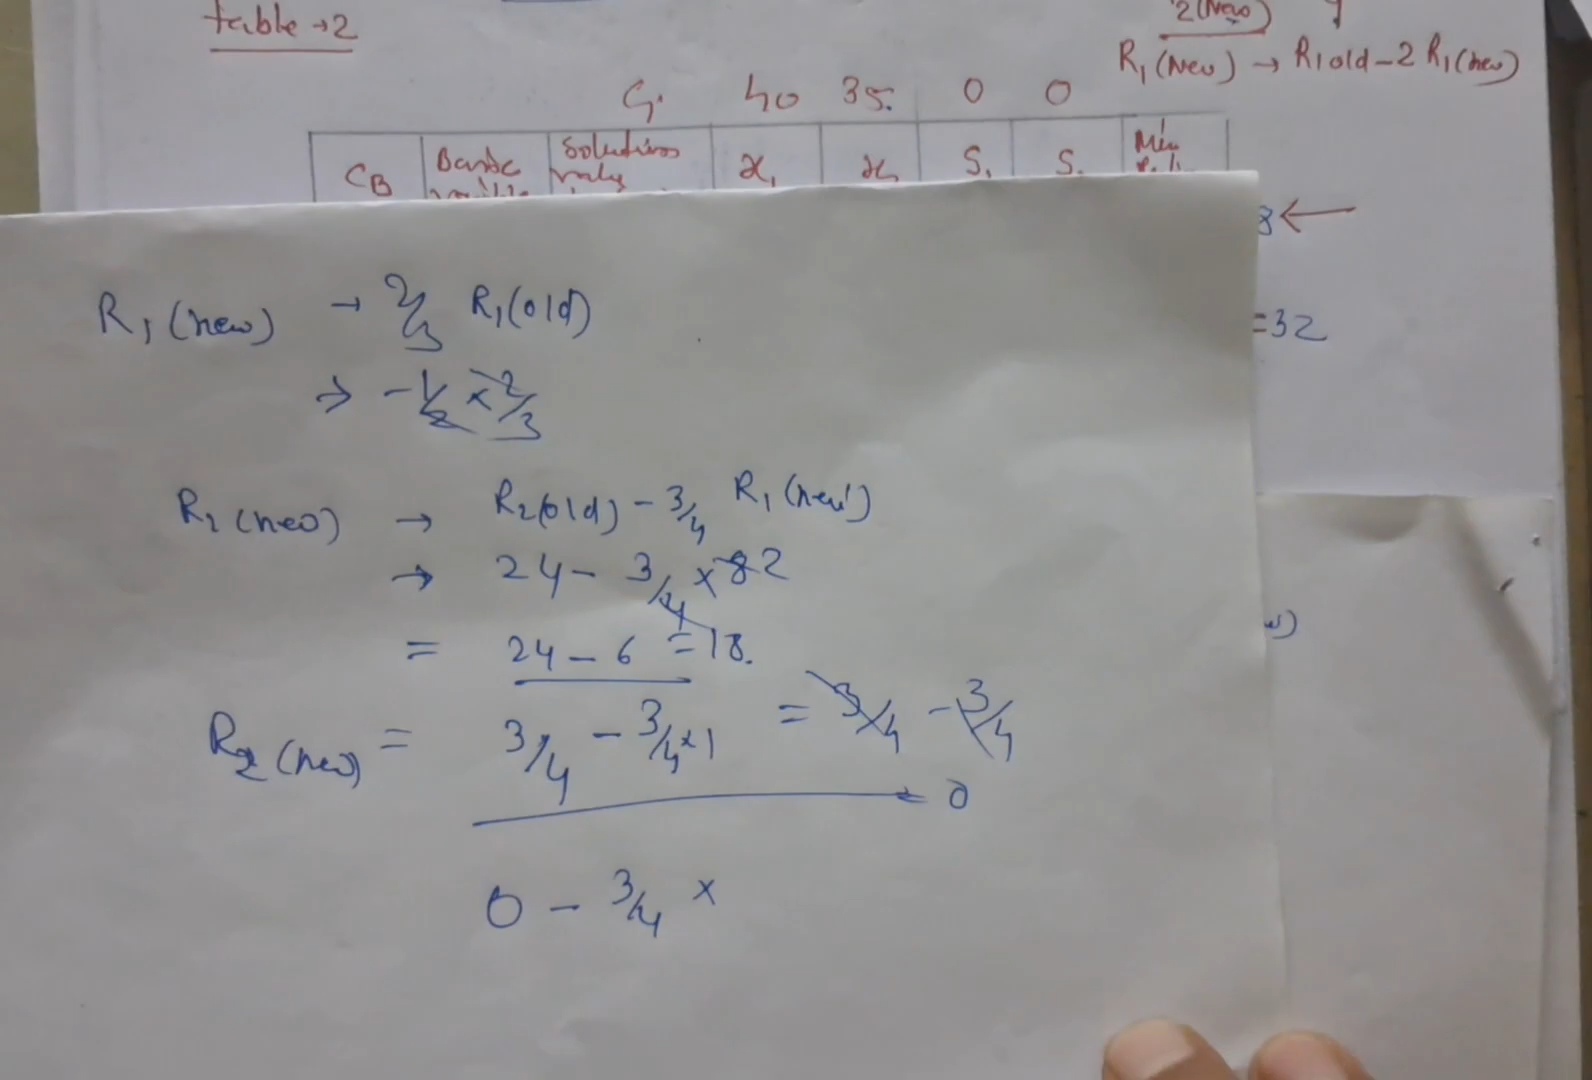 table → 2
2(New)
R₁(New) → R₁old - 2 R₁(new)
Cj 40 35 0 0
CB Basic Solution x₁ S₁ Min
8 ←
R₁(new) → 2/3 R₁(old)
=32
⇒ -1/2 × 2/3
R₂(new) → R₂(old) - 3/4 R₁(new)
→ 24 - 3/4 × 82
= 24 - 6 = 18.
R₂(new) = 3/4 - 3/4×1 = 3/4 - 3/4
= 0
0 - 3/4 ×